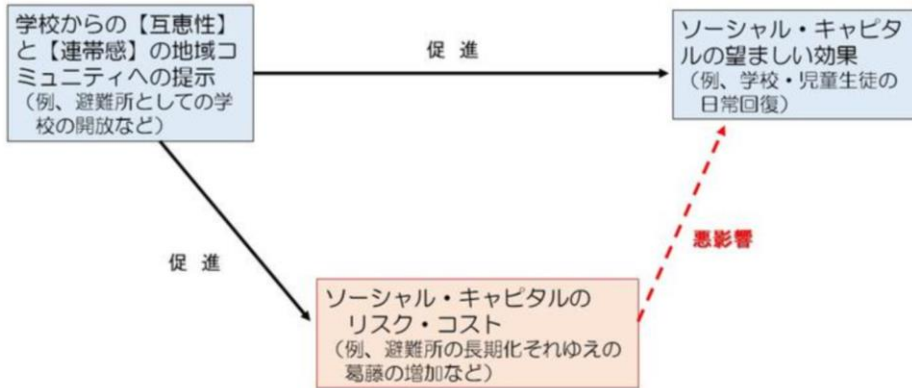 学校からの【互恵性】
と【連帯感】の地域コ
ミュニティへの提示
（例、避難所としての学
校の開放など）
促 進
ソーシャル・キャピタ
ルの望ましい効果
（例、学校・児童生徒の
日常回復）
悪影響
促 進
ソーシャル・キャピタルの
リスク・コスト
（例、避難所の長期化それゆえの
葛藤の増加など）